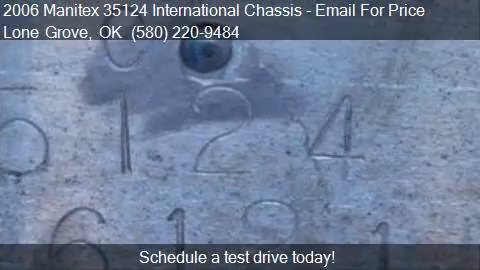 2006 Manitex 35124 International Chassis - Email For Price
Lone Grove, OK (580) 220-9484
124
Schedule a test drive today!